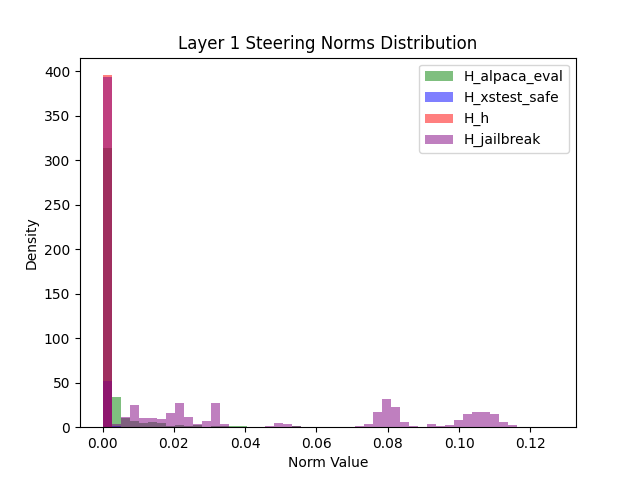 Layer 1 Steering Norms Distribution
H_alpaca_eval
H_xstest_safe
H_h
H_jailbreak
Density
400
350
300
250
200
150
100
50
0
0.00 0.02 0.04 0.06 0.08 0.10 0.12
Norm Value